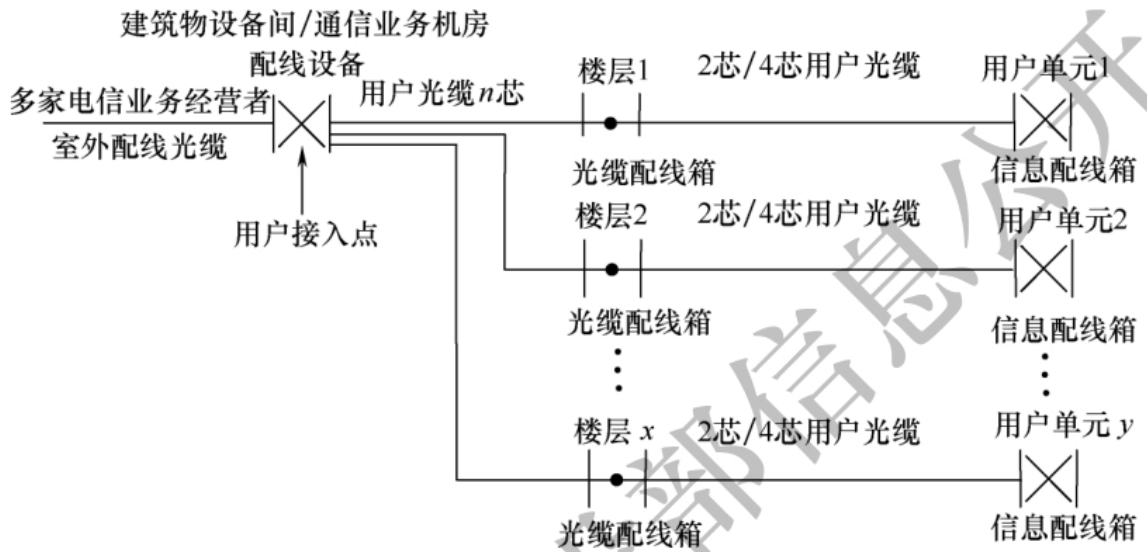 建筑物设备间/通信业务机房
配线设备
多家电信业务经营者
室外配线光缆
用户接入点
用户光缆n芯
楼层1
2芯/4芯用户光缆
用户单元1
光缆配线箱
信息配线箱
楼层2
2芯/4芯用户光缆
用户单元2
光缆配线箱
信息配线箱
楼层 x
2芯/4芯用户光缆
用户单元 y
光缆配线箱
信息配线箱
部信息公开